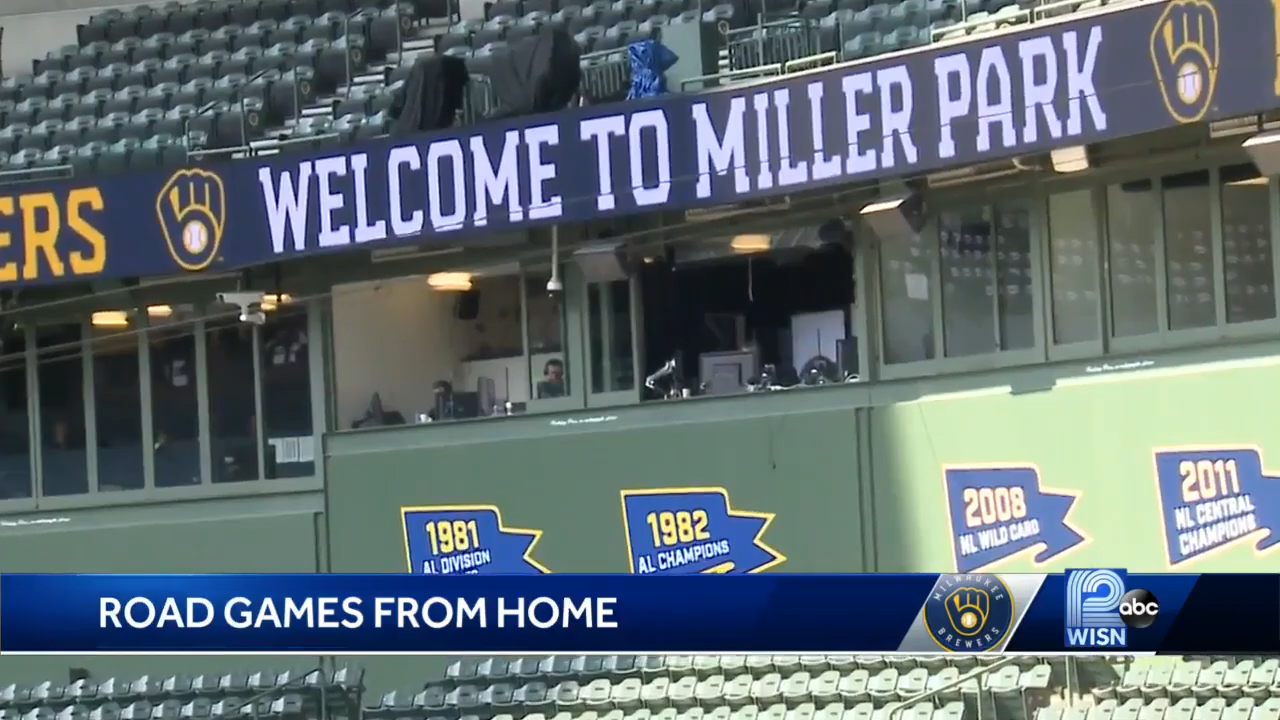 ERS WELCOME TO MILLER PARK
1981
AL DIVISION
1982
AL CHAMPIONS
2008
NL WILD CARD
2011
NL CENTRAL
CHAMPIONS
ROAD GAMES FROM HOME
MILWAUKEE
BREWERS
12
WISN
abc